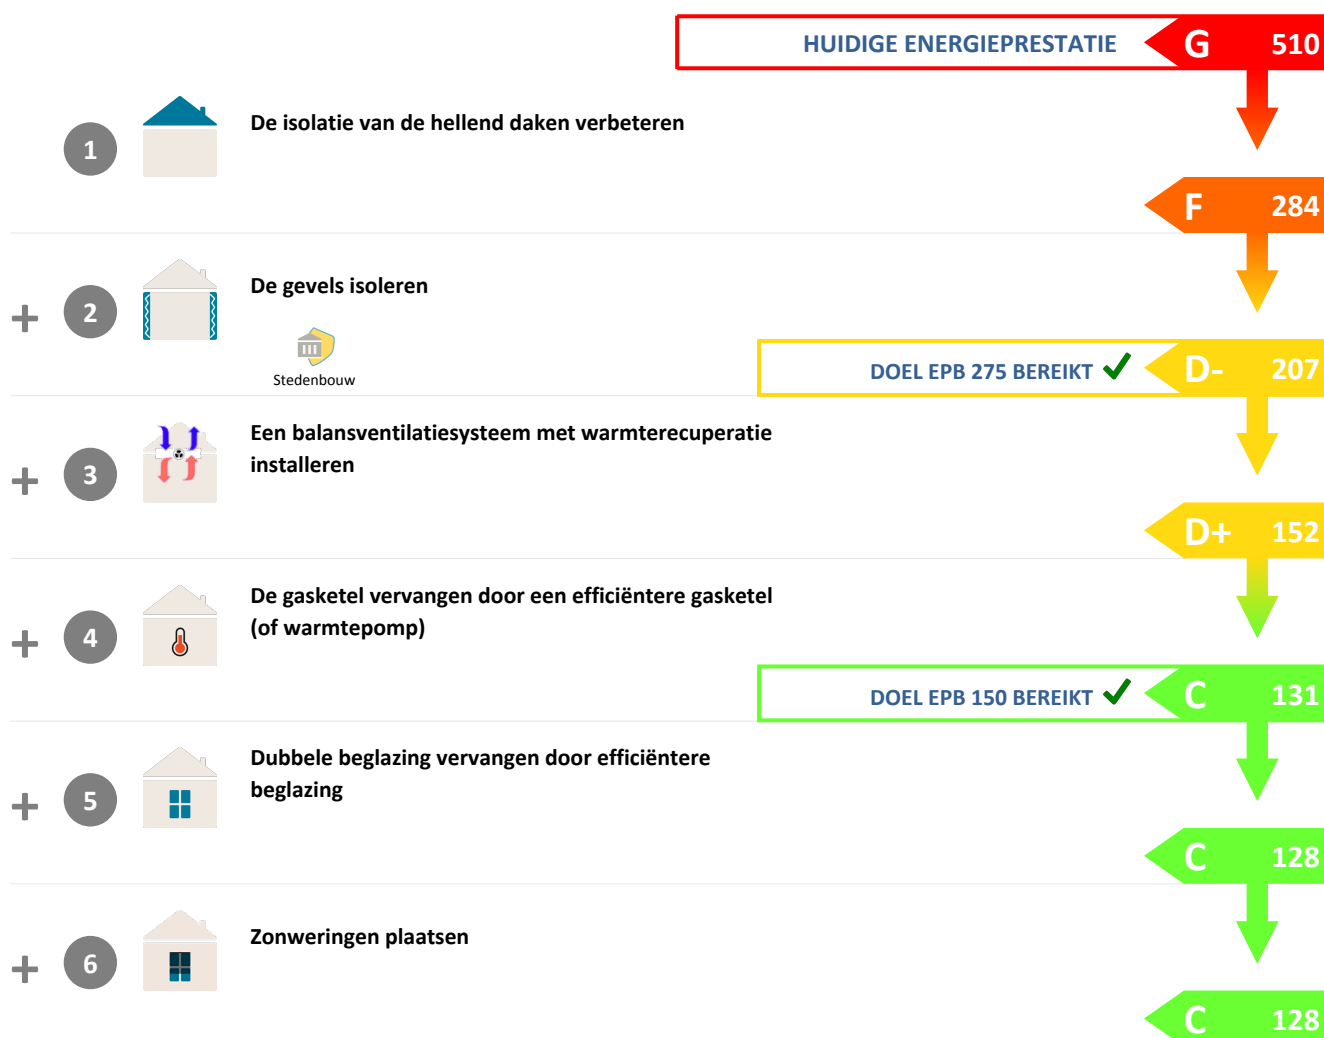 HUIDIGE ENERGIEPRESTATIE G 510
1 De isolatie van de hellend daken verbeteren
F 284
+ 2 De gevels isoleren
Stedenbouw
DOEL EPB 275 BEREIKT ✓ D- 207
+ 3 Een balansventilatiesysteem met warmterecuperatie
installeren
D+ 152
+ 4 De gasketel vervangen door een efficiëntere gasketel
(of warmtepomp)
DOEL EPB 150 BEREIKT ✓ C 131
+ 5 Dubbele beglazing vervangen door efficiëntere
beglazing
C 128
+ 6 Zonweringen plaatsen
C 128